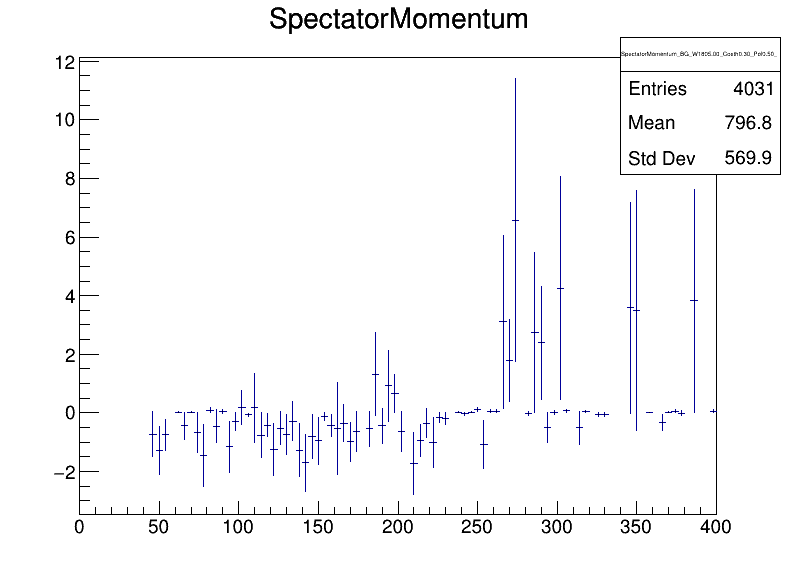 SpectatorMomentum
SpectatorMomentum_BG_W1805.00_Costh0.30_Pol0.50_
Entries 4031
Mean 796.8
Std Dev 569.9
12
10
8
6
4
2
0
−2
0 50 100 150 200 250 300 350 400